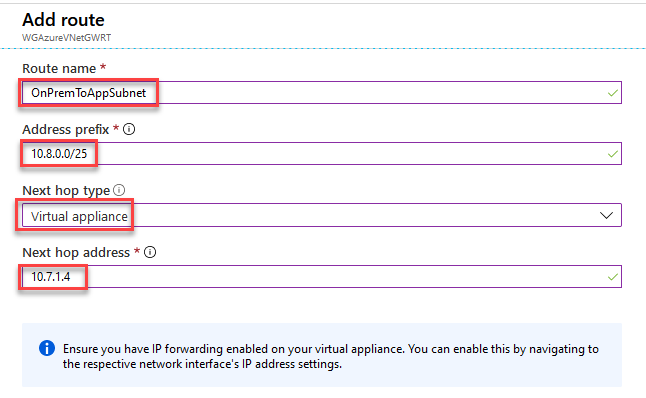 Add route
WGAzureVNetGWRT
Route name *
OnPremToAppSubnet
Address prefix *
10.8.0.0/25
Next hop type
Virtual appliance
Next hop address *
10.7.1.4
Ensure you have IP forwarding enabled on your virtual appliance. You can enable this by navigating to
the respective network interface's IP address settings.